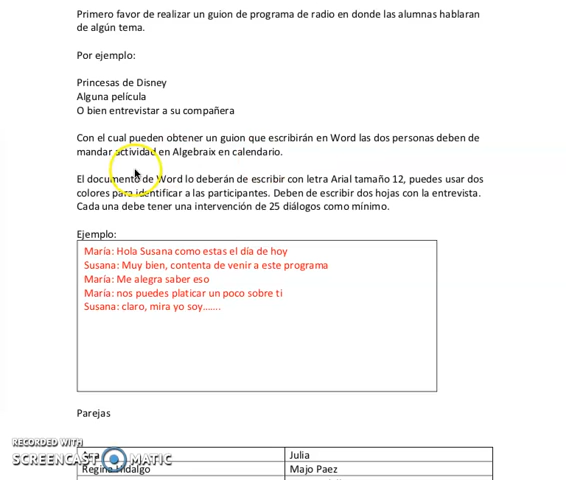 Primero favor de realizar un guion de programa de radio en donde las alumnas hablaran
de algún tema.
Por ejemplo:
Princesas de Disney
Alguna película
O bien entrevistar a su compañera
Con el cual pueden obtener un guion que escribirán en Word las dos personas deben de
mandar actividad en Algebraix en calendario.
El documento de Word lo deberán de escribir con letra Arial tamaño 12, puedes usar dos
colores para identificar a las participantes. Deben de escribir dos hojas con la entrevista.
Cada una debe tener una intervención de 25 diálogos como mínimo.
Ejemplo:
María: Hola Susana como estas el día de hoy
Susana: Muy bien, contenta de venir a este programa
María: Me alegra saber eso
María: nos puedes platicar un poco sobre ti
Susana: claro, mira yo soy.......
Parejas
RECORDED WITH
SCREENCAST MATIC
Julia
Regina Hidalgo Majo Paez